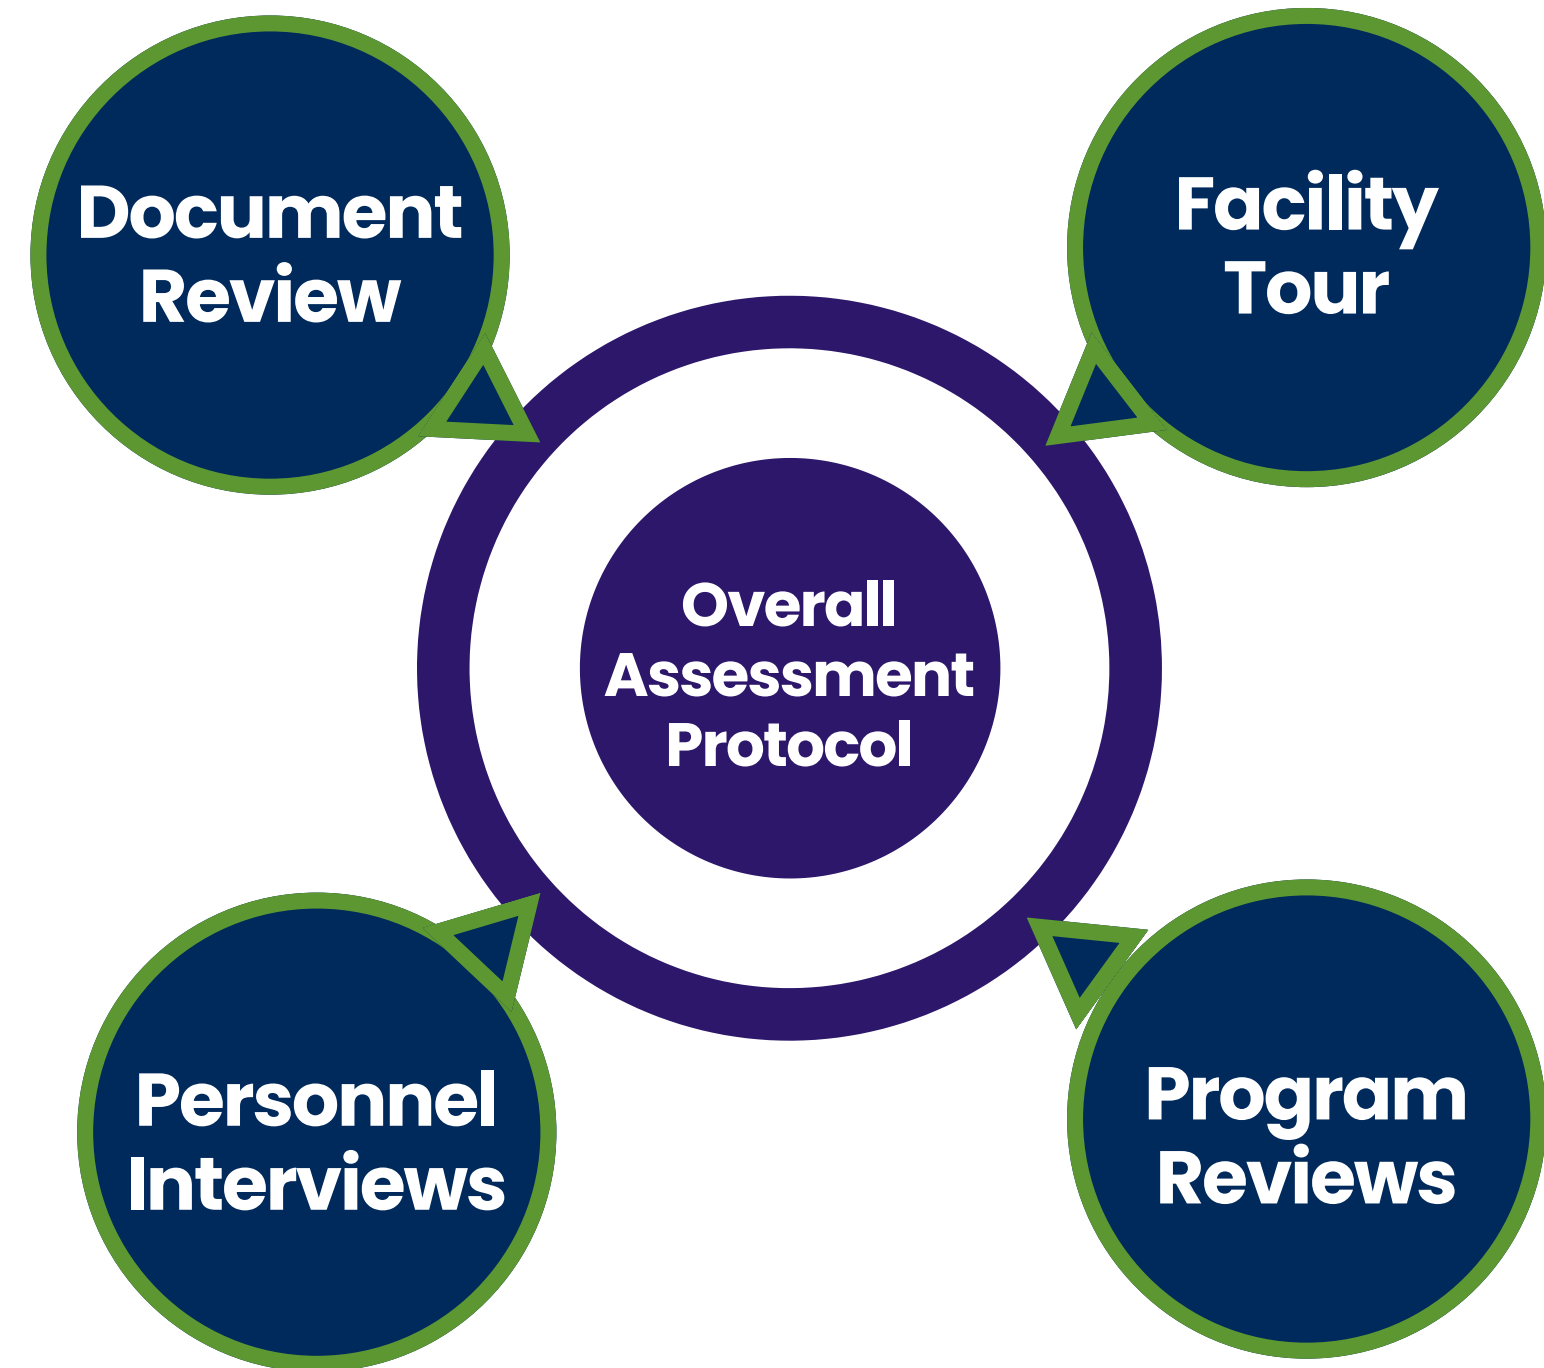 Document
Review
Facility
Tour
Overall
Assessment
Protocol
Personnel
Interviews
Program
Reviews